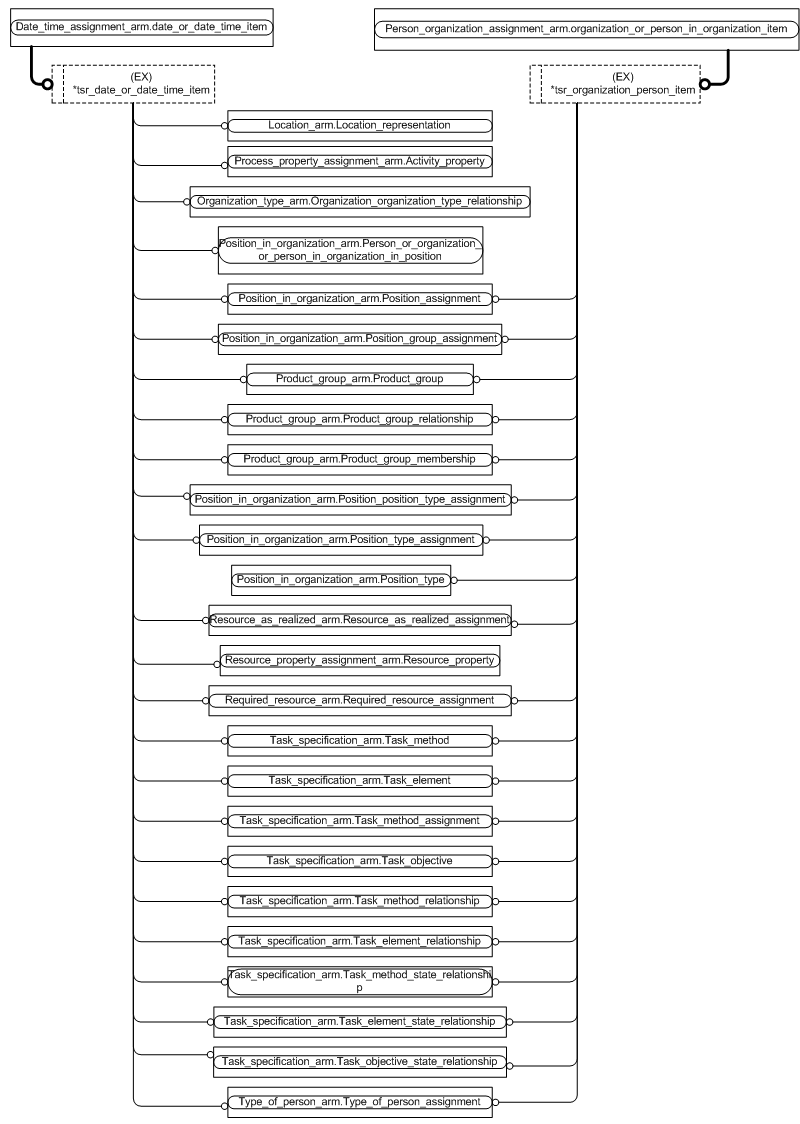 Date_time_assignment_arm.date_or_date_time_item
Person_organization_assignment_arm.organization_or_person_in_organization_item
(EX)
*tsr_date_or_date_time_item
(EX)
*tsr_organization_person_item
Location_arm.Location_representation
Process_property_assignment_arm.Activity_property
Organization_type_arm.Organization_organization_type_relationship
Position_in_organization_arm.Person_or_organization_
or_person_in_organization_in_position
Position_in_organization_arm.Position_assignment
Position_in_organization_arm.Position_group_assignment
Product_group_arm.Product_group
Product_group_arm.Product_group_relationship
Product_group_arm.Product_group_membership
Position_in_organization_arm.Position_position_type_assignment
Position_in_organization_arm.Position_type_assignment
Position_in_organization_arm.Position_type
Resource_as_realized_arm.Resource_as_realized_assignment
Resource_property_assignment_arm.Resource_property
Required_resource_arm.Required_resource_assignment
Task_specification_arm.Task_method
Task_specification_arm.Task_element
Task_specification_arm.Task_method_assignment
Task_specification_arm.Task_objective
Task_specification_arm.Task_method_relationship
Task_specification_arm.Task_element_relationship
Task_specification_arm.Task_method_state_relationshi
p
Task_specification_arm.Task_element_state_relationship
Task_specification_arm.Task_objective_state_relationship
Type_of_person_arm.Type_of_person_assignment